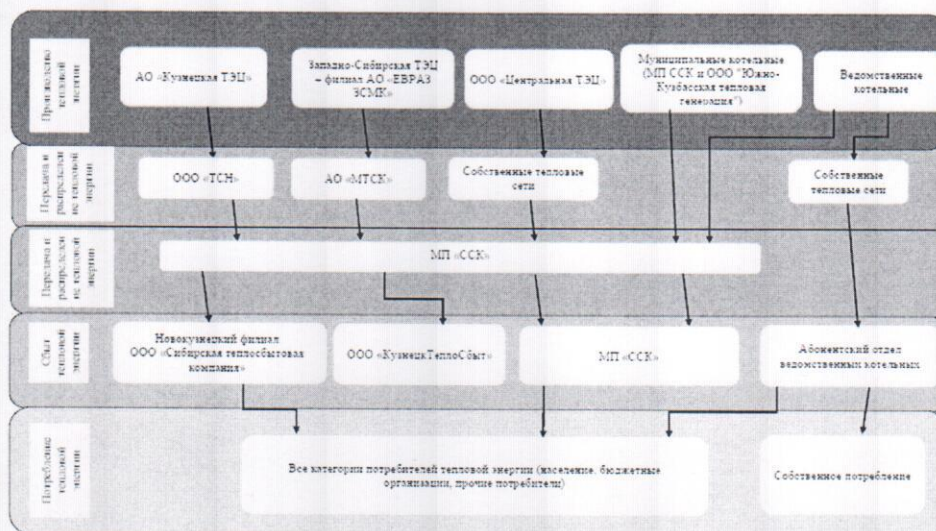 Производство
тепловой
энергии
АО «Кузнецкая ТЭЦ»
Западно-Сибирская ТЭЦ
– филиал АО «ЕВРАЗ
ЗСМК»
ООО «Центральная ТЭЦ»
Муниципальные котельные
(МП ССК и ООО "Южно-
Кузбасская тепловая
генерация")
Ведомственные
котельные
Передача и
распределен
ие тепловой
энергии
ООО «ТСН»
АО «МТСК»
Собственные тепловые
сети
Собственные
тепловые сети
Передача и
распределен
ие тепловой
энергии
МП «ССК»
Сбыт
тепловой
энергии
Новокузнецкий филиал
ООО «Сибирская теплосбытовая
компания»
ООО «КузнецкТеплоСбыт»
МП «ССК»
Абонентский отдел
ведомственных котельных
Потребление
тепловой
энергии
Все категории потребителей тепловой энергии (население, бюджетные
организации, прочие потребители)
Собственное потребление